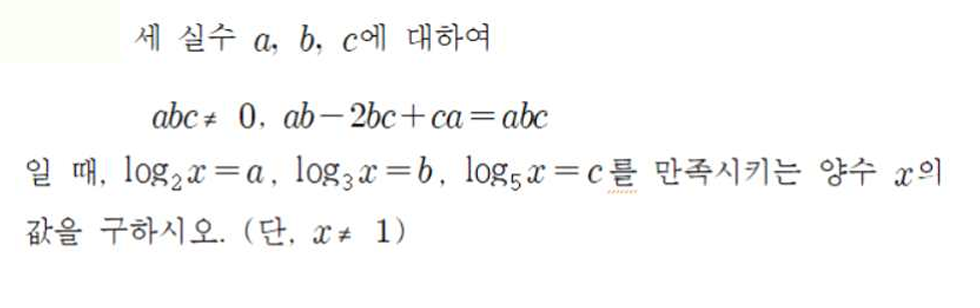 세 실수 a, b, c에 대하여
abc≠ 0, ab−2bc+ca=abc
일 때, log₂x=a, log₃x=b, log₅x=c를 만족시키는 양수 x의
값을 구하시오. (단, x≠ 1)